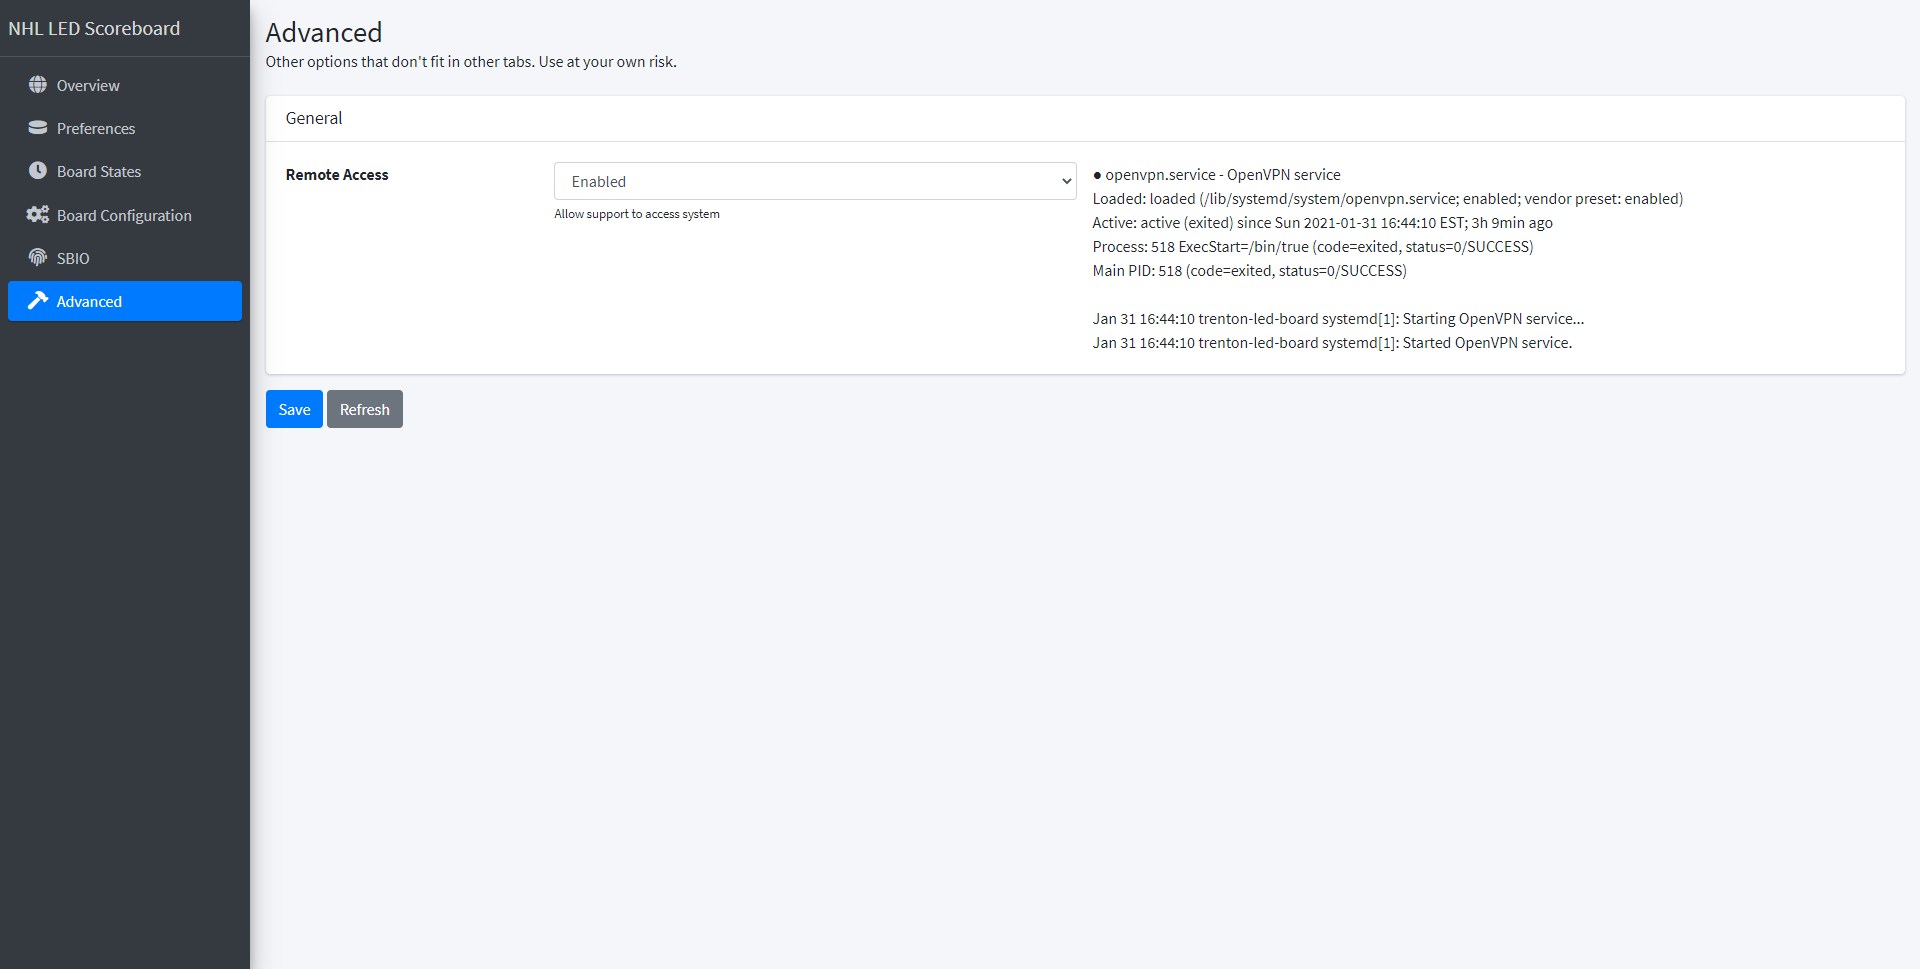 NHL LED Scoreboard
Overview
Preferences
Board States
Board Configuration
SBIO
Advanced
Advanced
Other options that don't fit in other tabs. Use at your own risk.
General
Remote Access
Enabled
Allow support to access system
● openvpn.service - OpenVPN service
Loaded: loaded (/lib/systemd/system/openvpn.service; enabled; vendor preset: enabled)
Active: active (exited) since Sun 2021-01-31 16:44:10 EST; 3h 9min ago
Process: 518 ExecStart=/bin/true (code=exited, status=0/SUCCESS)
Main PID: 518 (code=exited, status=0/SUCCESS)
Jan 31 16:44:10 trenton-led-board systemd[1]: Starting OpenVPN service...
Jan 31 16:44:10 trenton-led-board systemd[1]: Started OpenVPN service.
Save
Refresh